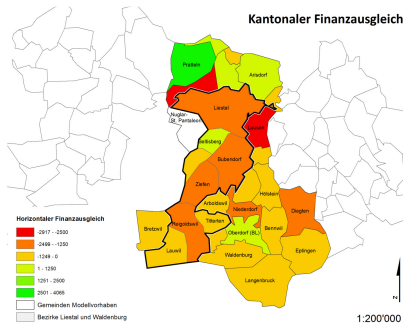 Kantonaler Finanzausgleich
Pratteln
Arisdorf
Liestal
Nuglar-
St. Pantaleon
Lausen
Seltisberg
Bubendorf
Ziefen
Hölstein
Arboldswil
Diegten
Bretzwil
Titterten
Niederdorf
Reigoldswil
Bennwil
Oberdorf (BL)
Lauwil
Waldenburg
Eptingen
Langenbruck
Horizontaler Finanzausgleich
-2917 - -2500
-2499 - -1250
-1249 - 0
1 - 1250
1251 - 2500
2501 - 4065
Gemeinden Modellvorhaben
Bezirke Liestal und Waldenburg
N
1:200'000